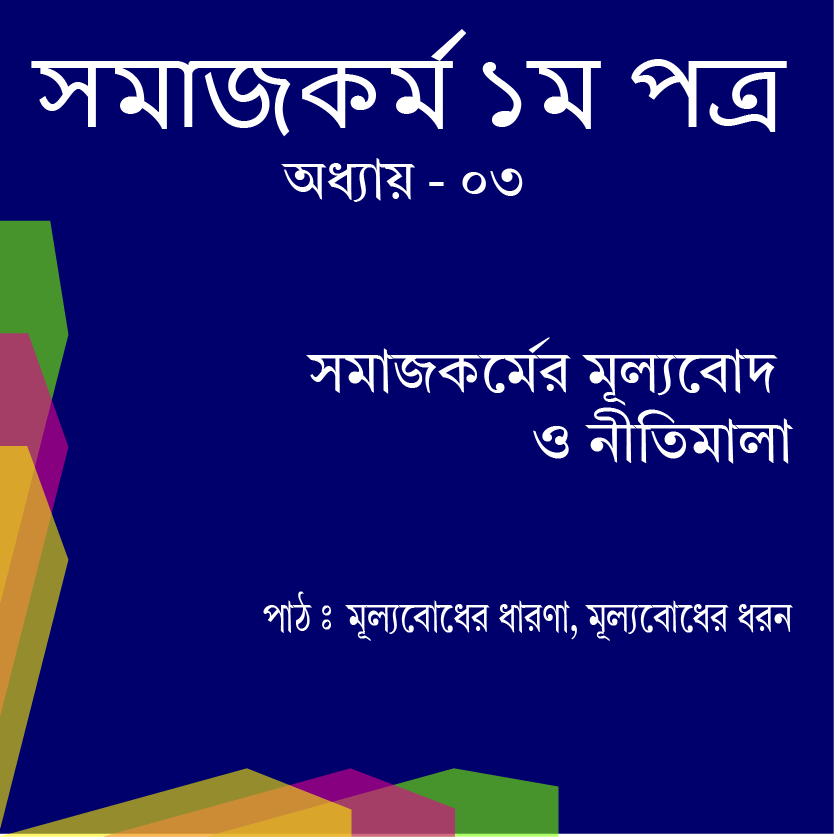 সমাজকর্ম ১ম পত্র
অধ্যায় - ০৩
সমাজকর্মের মূল্যবোদ
ও নীতিমালা
পাঠ ঃ মূল্যবোধের ধারণা, মূল্যবোধের ধরন